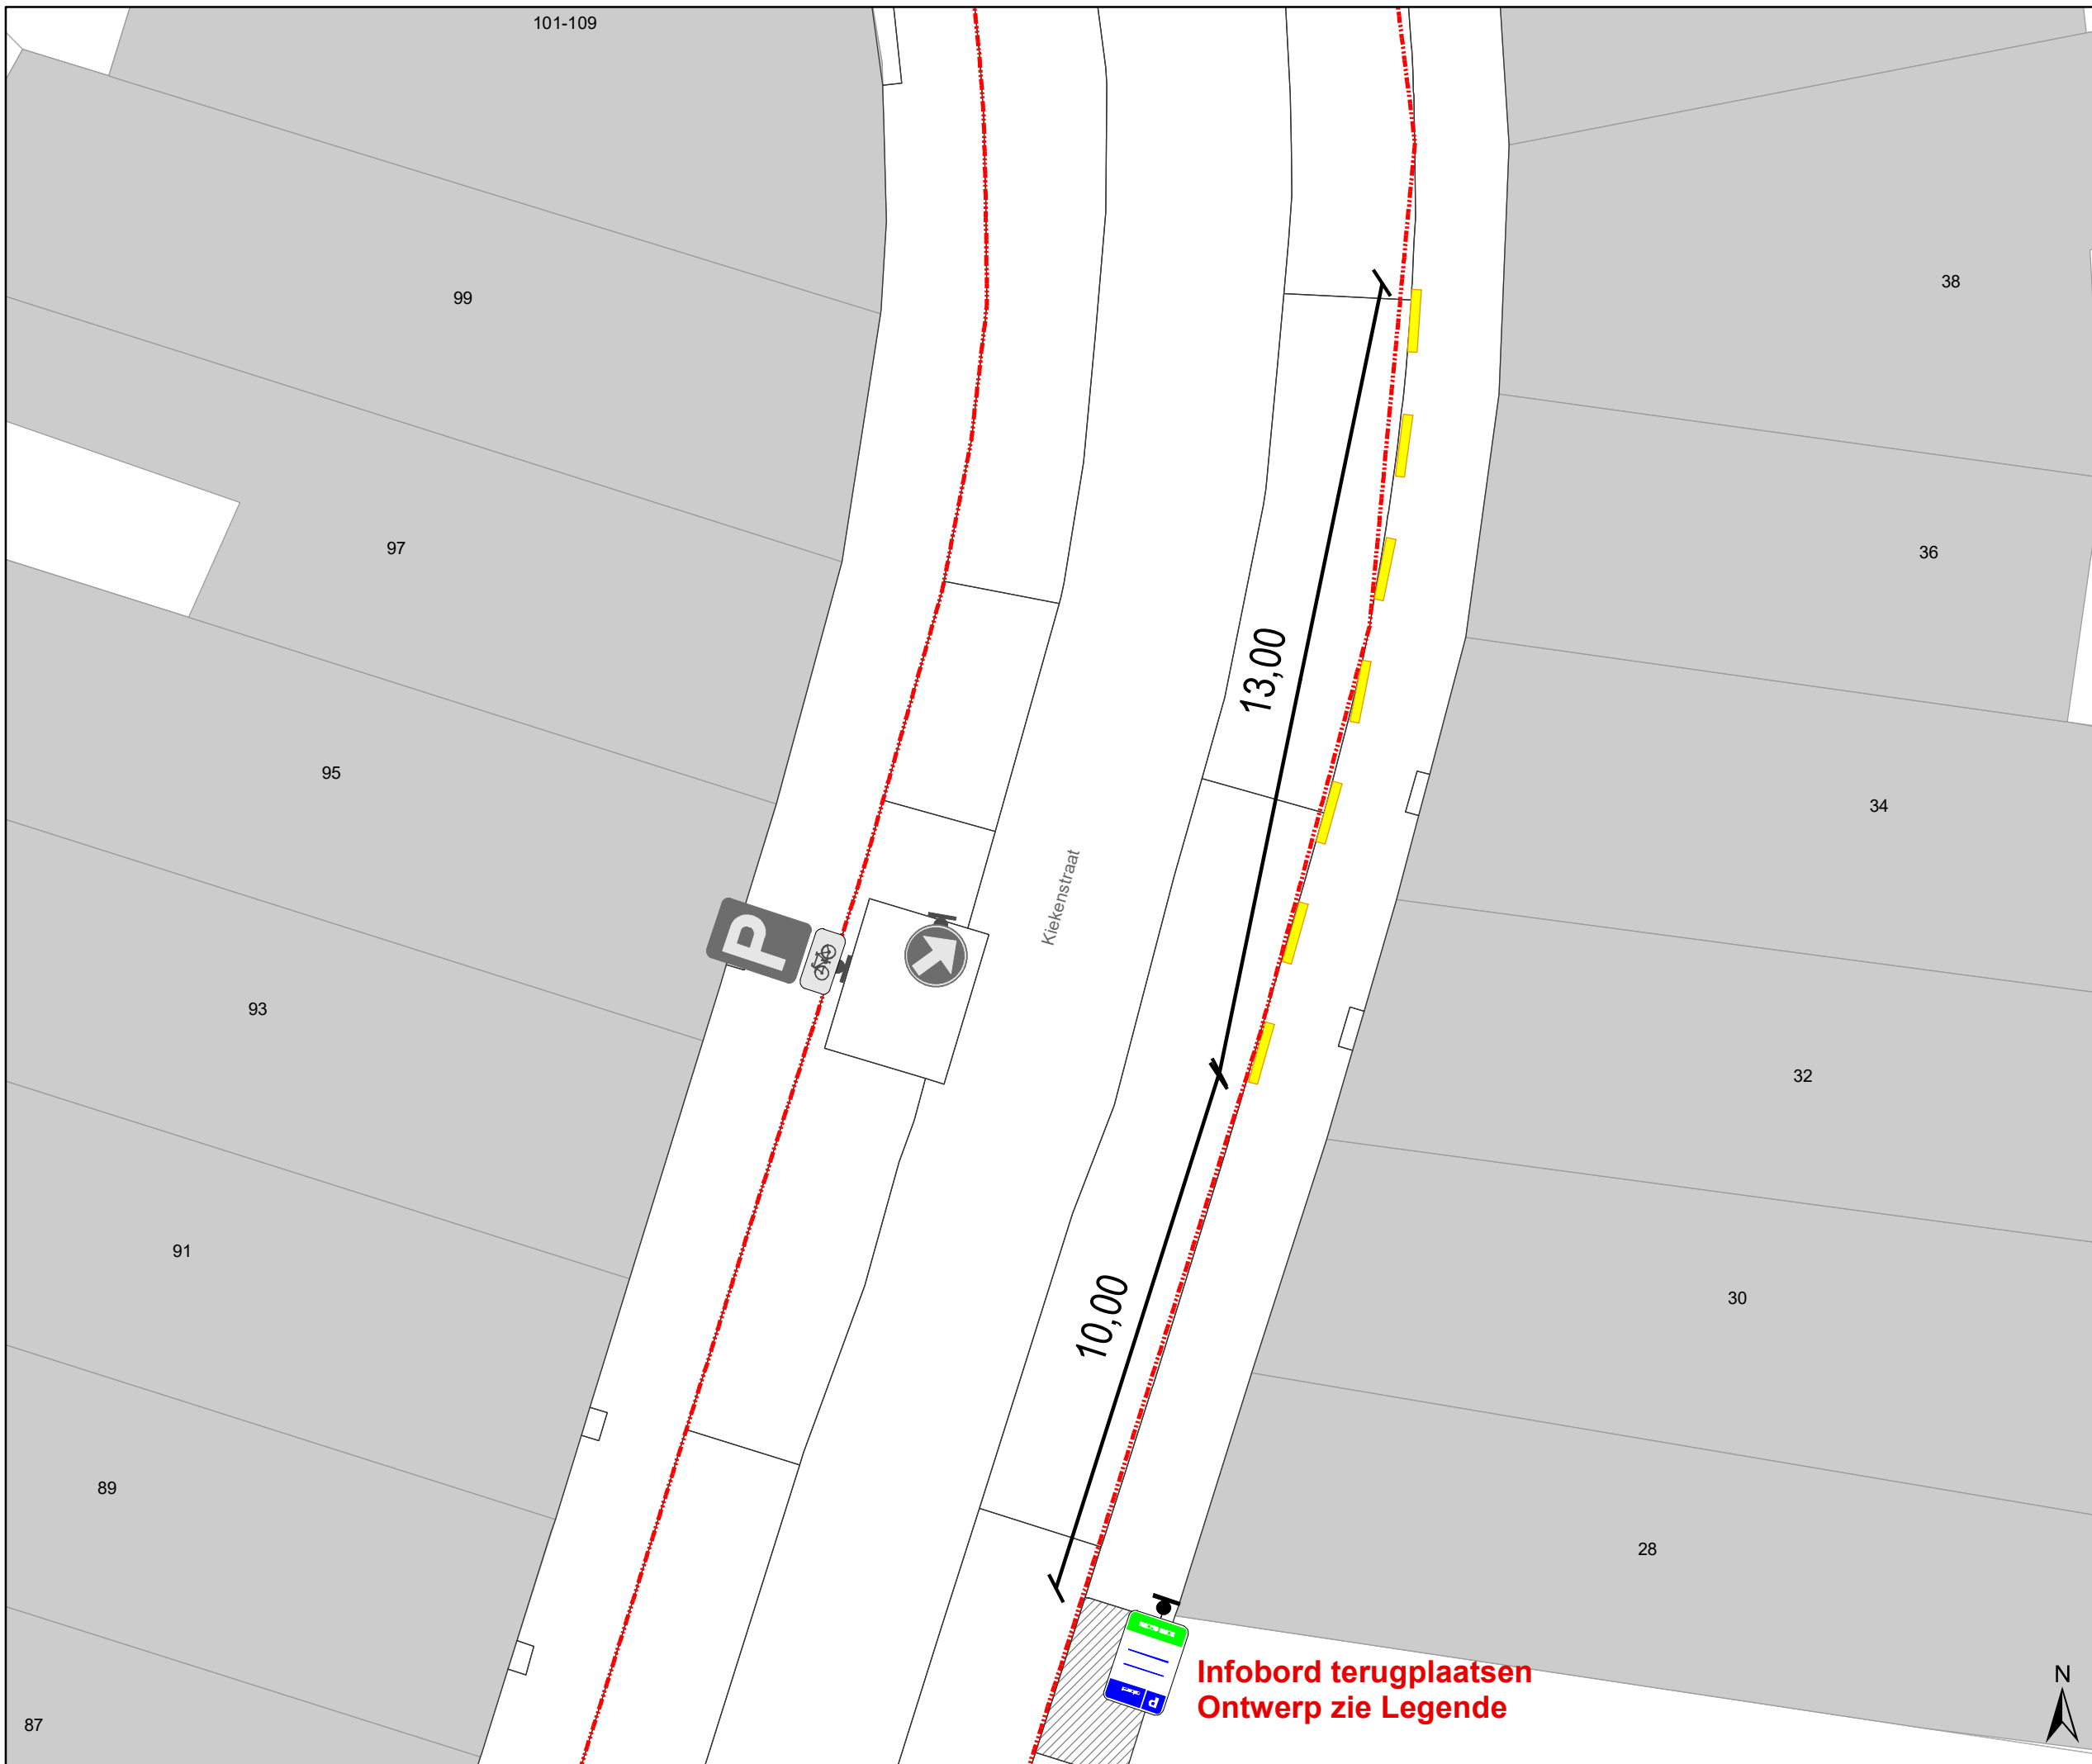 101-109
99
38
97
36
13,00
95
34
Kiekenstraat
P
93
32
91
30
10,00
89
28
P
Infobord terugplaatsen
Ontwerp zie Legende
N
87